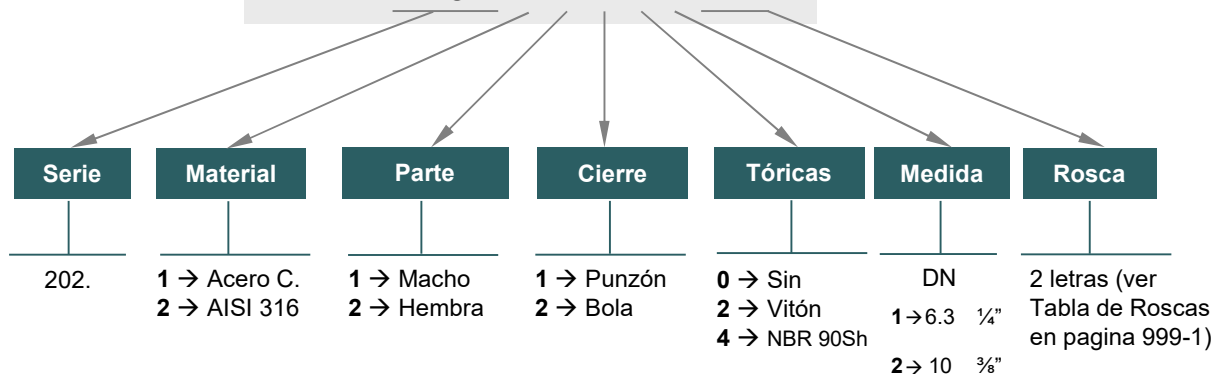 Serie Material Parte Cierre Tóricas Medida Rosca
202.
1 → Acero C.
2 → AISI 316
1 → Macho
2 → Hembra
1 → Punzón
2 → Bola
0 → Sin
2 → Vitón
4 → NBR 90Sh
DN
1→6.3 ¼”
2→ 10 ⅜”
2 letras (ver
Tabla de Roscas
en pagina 999-1)